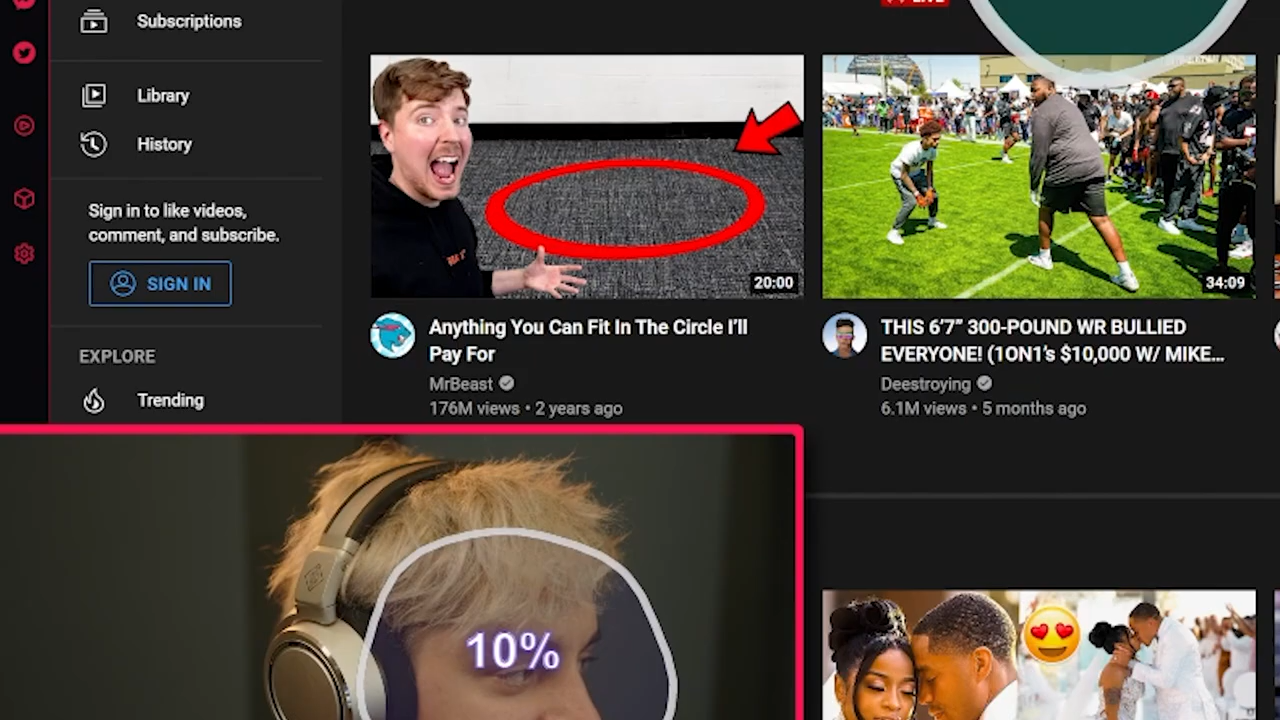 Subscriptions
LIVE
Library
History
Sign in to like videos,
comment, and subscribe.
SIGN IN
EXPLORE
Trending
20:00
Anything You Can Fit In The Circle I'll
Pay For
MrBeast
176M views • 2 years ago
34:09
THIS 6'7” 300-POUND WR BULLIED
EVERYONE! (1ON1’s $10,000 W/ MIKE...
Deestroying
6.1M views • 5 months ago
10%